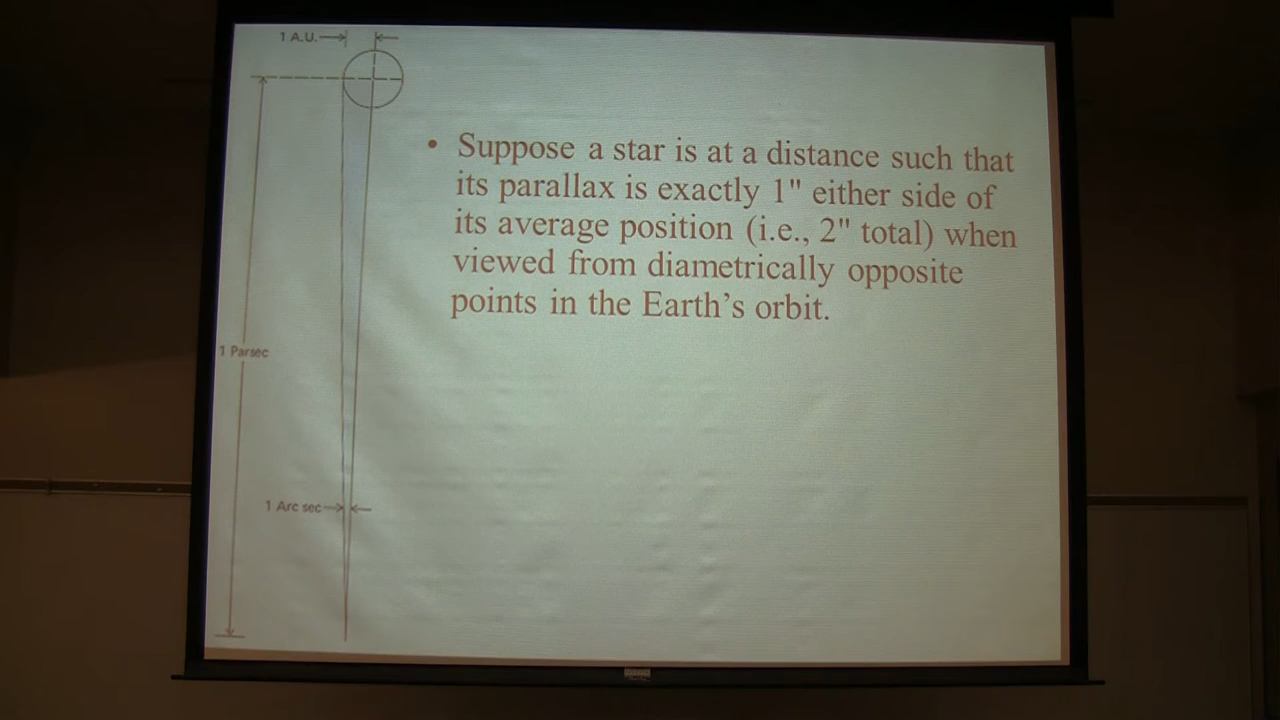 1 A.U.
• Suppose a star is at a distance such that
its parallax is exactly 1" either side of
its average position (i.e., 2" total) when
viewed from diametrically opposite
points in the Earth's orbit.
1 Parsec
1 Arc sec